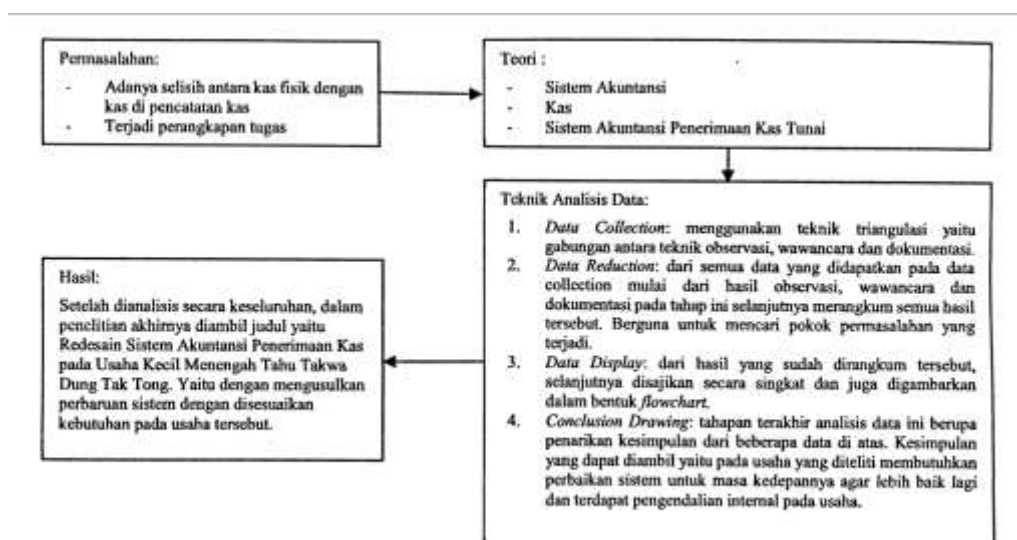 Permasalahan:
- Adanya selisih antara kas fisik dengan
kas di pencatatan kas
- Terjadi perangkapan tugas
Teori :
- Sistem Akuntansi
- Kas
- Sistem Akuntansi Penerimaan Kas Tunai
Teknik Analisis Data:
1. Data Collection: menggunakan teknik triangulasi yaitu
gabungan antara teknik observasi, wawancara dan dokumentasi.
2. Data Reduction: dari semua data yang didapatkan pada data
collection mulai dari hasil observasi, wawancara dan
dokumentasi pada tahap ini selanjutnya merangkum semua hasil
tersebut. Berguna untuk mencari pokok permasalahan yang
terjadi.
3. Data Display: dari hasil yang sudah dirangkum tersebut,
selanjutnya disajikan secara singkat dan juga digambarkan
dalam bentuk flowchart.
4. Conclusion Drawing: tahapan terakhir analisis data ini berupa
penarikan kesimpulan dari beberapa data di atas. Kesimpulan
yang dapat diambil yaitu pada usaha yang diteliti membutuhkan
perbaikan sistem untuk masa kedepannya agar lebih baik lagi
dan terdapat pengendalian internal pada usaha.
Hasil:
Setelah dianalisis secara keseluruhan, dalam
penelitian akhirnya diambil judul yaitu
Redesain Sistem Akuntansi Penerimaan Kas
pada Usaha Kecil Menengah Tahu Takwa
Dung Tak Tong. Yaitu dengan mengusulkan
perbaruan sistem dengan disesuaikan
kebutuhan pada usaha tersebut.